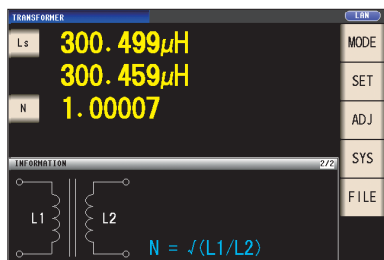 TRANSFORMER LAN
Ls 300.499μH MODE
300.459μH SET
N 1.00007 ADJ
SYS
INFORMATION 2/2
FILE
L1 L2
N = √(L1/L2)